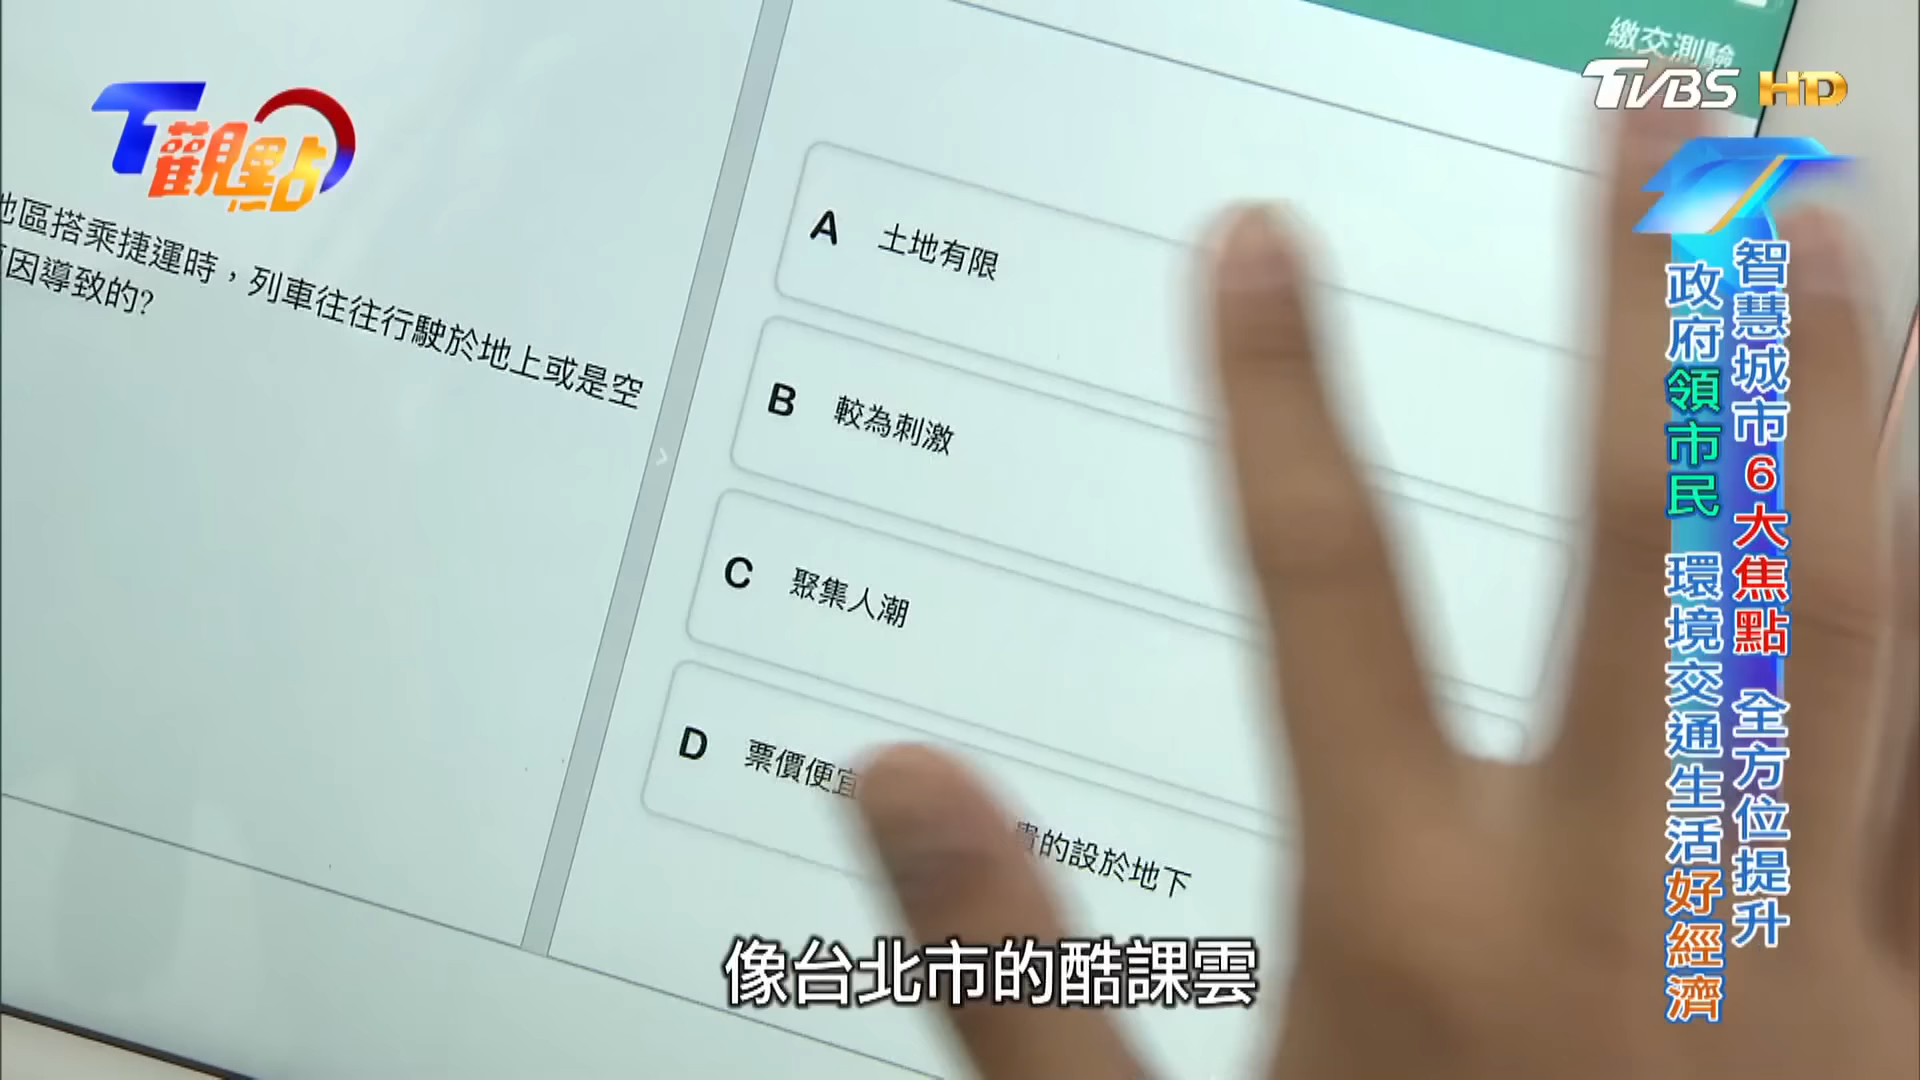 繳交測驗
TVBS HD
T觀點
智慧城市6大焦點 全方位提升
政府領市民 環境交通生活好經濟
地區搭乘捷運時，列車往往行駛於地上或是空
因導致的?
A 土地有限
B 較為刺激
C 聚集人潮
D 票價便宜
貴的設於地下
像台北市的酷課雲